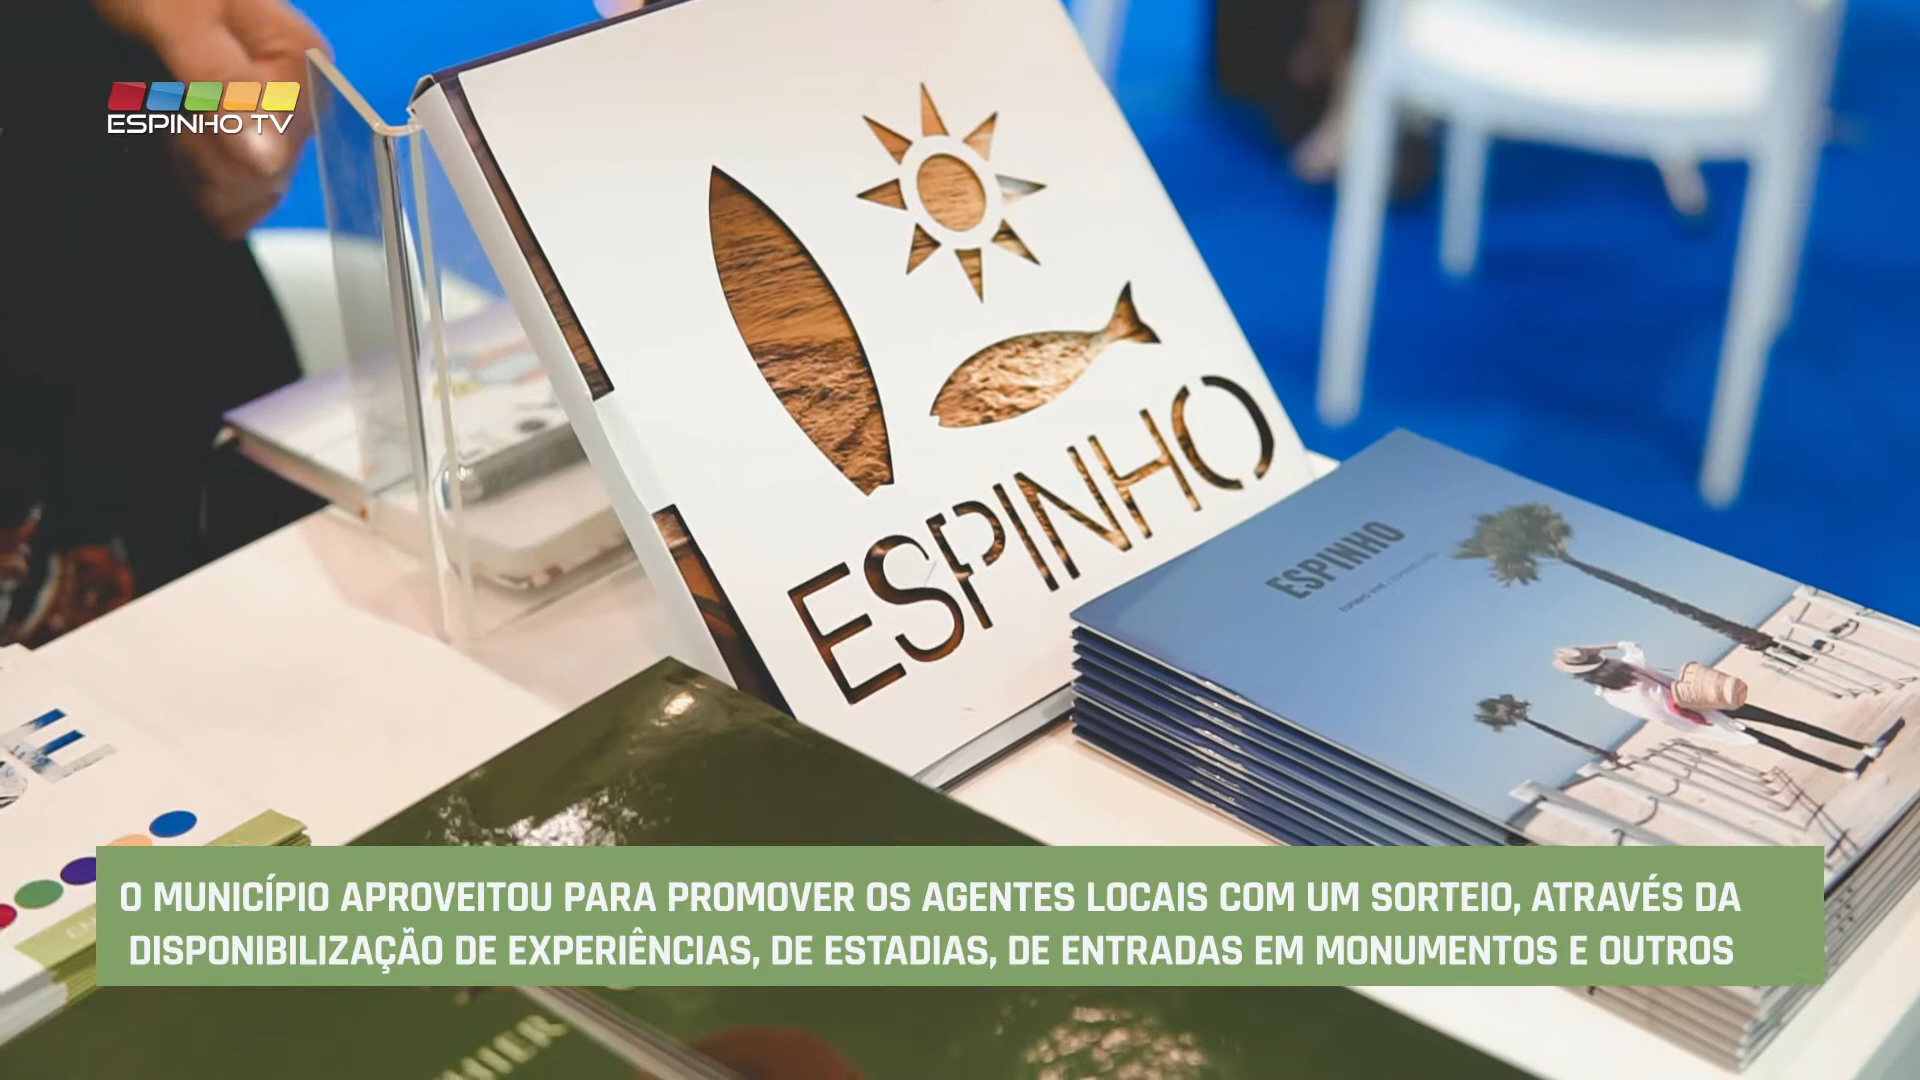 ESPINHO TV
ESPINHO
ESPINHO
O MUNICÍPIO APROVEITOU PARA PROMOVER OS AGENTES LOCAIS COM UM SORTEIO, ATRAVÉS DA
DISPONIBILIZAÇÃO DE EXPERIÊNCIAS, DE ESTADIAS, DE ENTRADAS EM MONUMENTOS E OUTROS